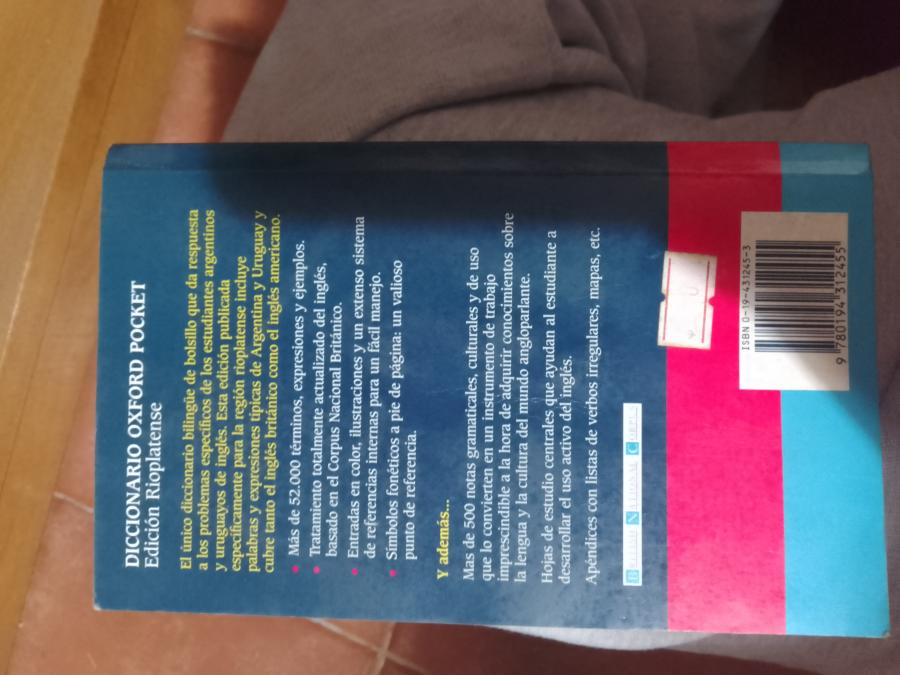 DICCIONARIO OXFORD POCKET
Edición Rioplatense
El único diccionario bilingüe de bolsillo que da respuesta
a los problemas específicos de los estudiantes argentinos
y uruguayos de inglés. Esta edición publicada
específicamente para la región rioplatense incluye
palabras y expresiones típicas de Argentina y Uruguay y
cubre tanto el inglés británico como el inglés americano.
• Más de 52.000 términos, expresiones y ejemplos.
• Tratamiento totalmente actualizado del inglés,
basado en el Corpus Nacional Británico.
• Entradas en color, ilustraciones y un extenso sistema
de referencias internas para un fácil manejo.
• Símbolos fonéticos a pie de página: un valioso
punto de referencia.
Y además...
Mas de 500 notas gramaticales, culturales y de uso
que lo convierten en un instrumento de trabajo
imprescindible a la hora de adquirir conocimientos sobre
la lengua y la cultura del mundo angloparlante.
Hojas de estudio centrales que ayudan al estudiante a
desarrollar el uso activo del inglés.
Apéndices con listas de verbos irregulares, mapas, etc.
BRITISH NATIONAL CORPUS
ISBN 0-19-431245-3
9 780194 312455